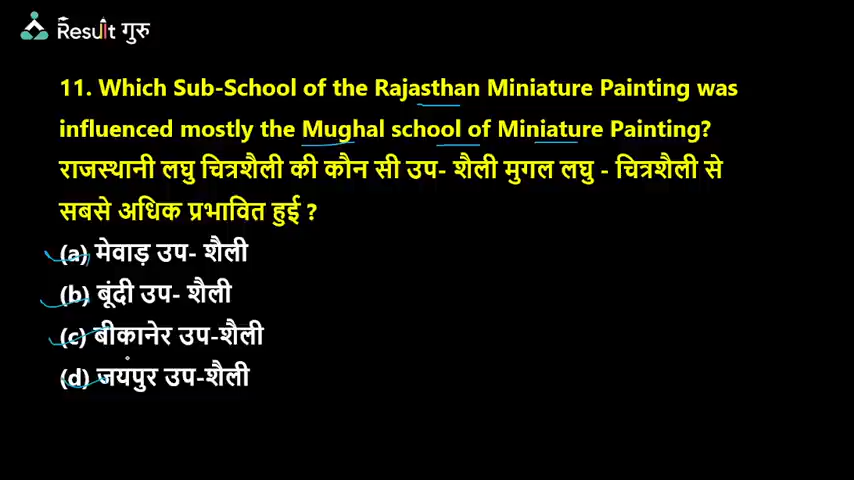 Result गुरु
11. Which Sub-School of the Rajasthan Miniature Painting was
influenced mostly the Mughal school of Miniature Painting?
राजस्थानी लघु चित्रशैली की कौन सी उप- शैली मुगल लघु - चित्रशैली से
सबसे अधिक प्रभावित हुई ?
(a) मेवाड़ उप- शैली
(b) बूंदी उप- शैली
(c) बीकानेर उप-शैली
(d) जयपुर उप-शैली